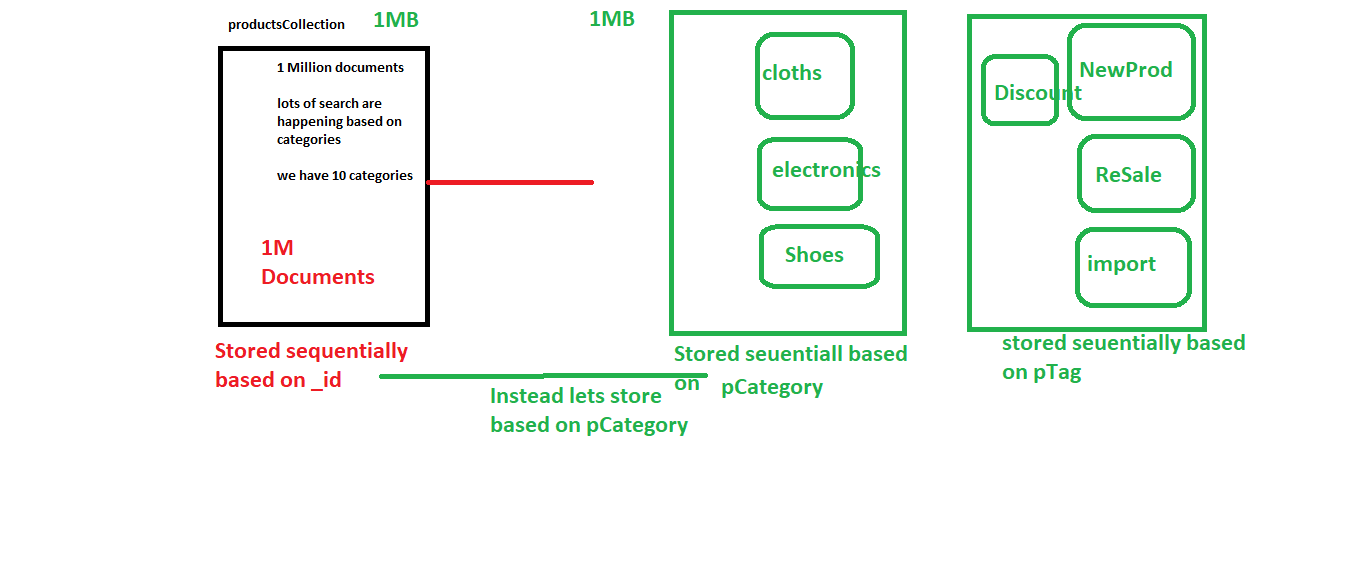 productsCollection
1MB
1 Million documents
lots of search are
happening based on
categories
we have 10 categories
1M
Documents
Stored sequentially
based on _id
Instead lets store
based on pCategory
1MB
cloths
electronics
Shoes
Stored seuentiall based
on pCategory
Discount
NewProd
ReSale
import
stored seuentially based
on pTag